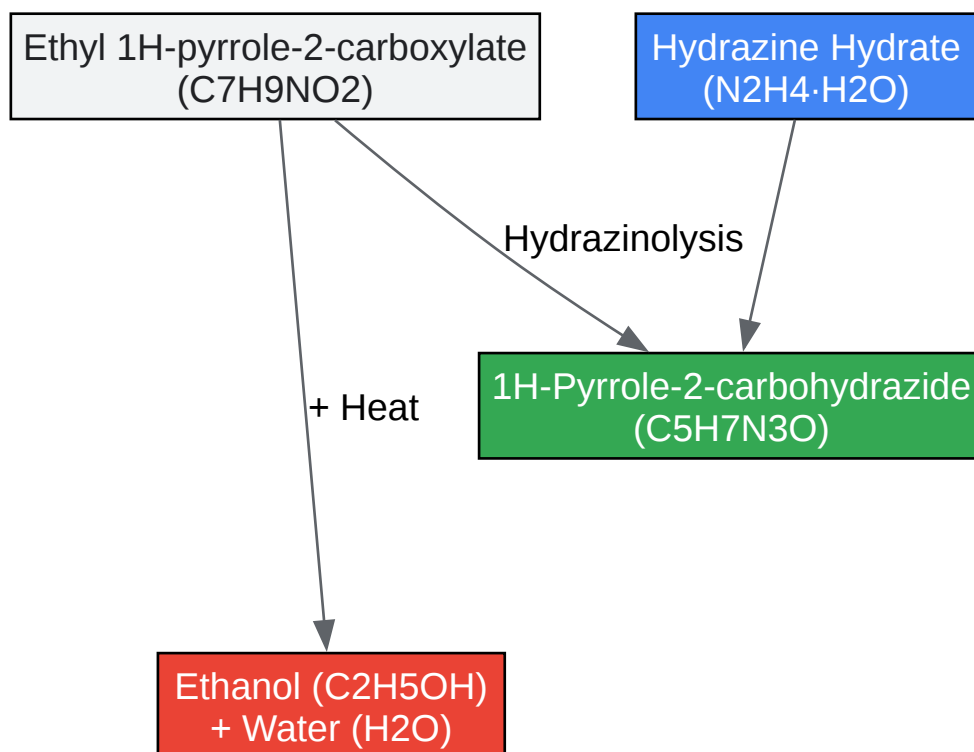 Ethyl 1H-pyrrole-2-carboxylate
(C7H9NO2)
Hydrazine Hydrate
(N2H4·H2O)
Hydrazinolysis
1H-Pyrrole-2-carbohydrazide
(C5H7N3O)
+ Heat
Ethanol (C2H5OH)
+ Water (H2O)